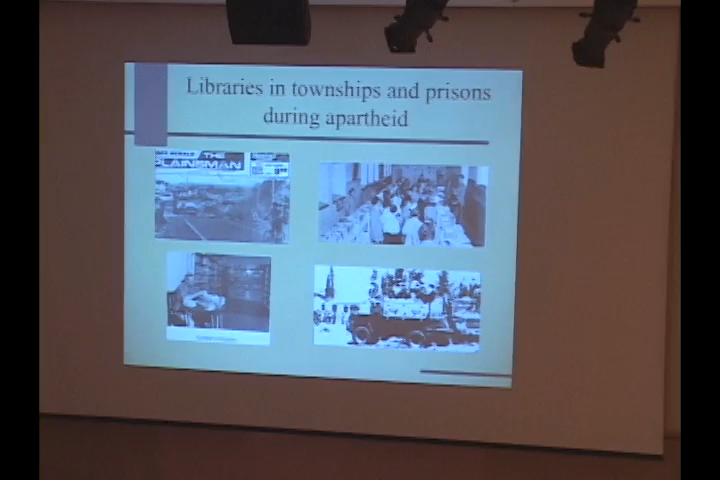 Libraries in townships and prisons
during apartheid
THE
PLAINSMAN